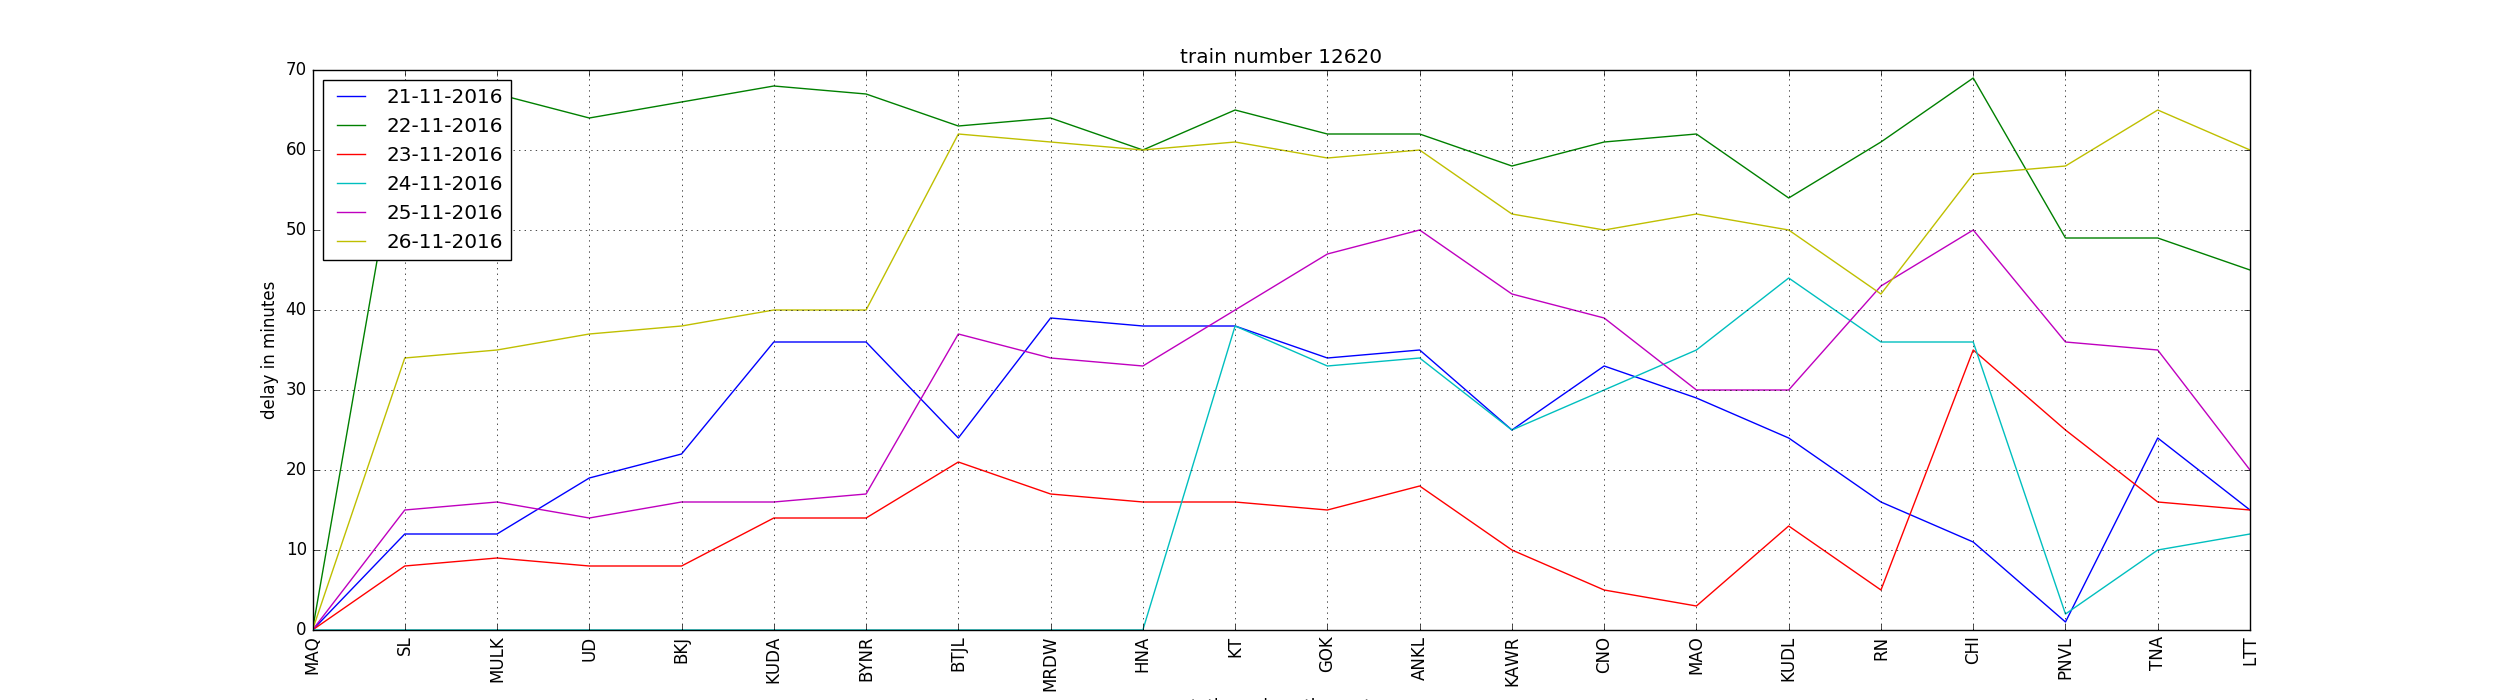 train number 12620
70
60
50
40
30
20
10
0
delay in minutes
21-11-2016
22-11-2016
23-11-2016
24-11-2016
25-11-2016
26-11-2016
MAQ
SL
MULK
UD
BKJ
KUDA
BYNR
BTJL
MRDW
HNA
KT
GOK
ANKL
KAWR
CNO
MAO
KUDL
RN
CHI
PNVL
TNA
LTT